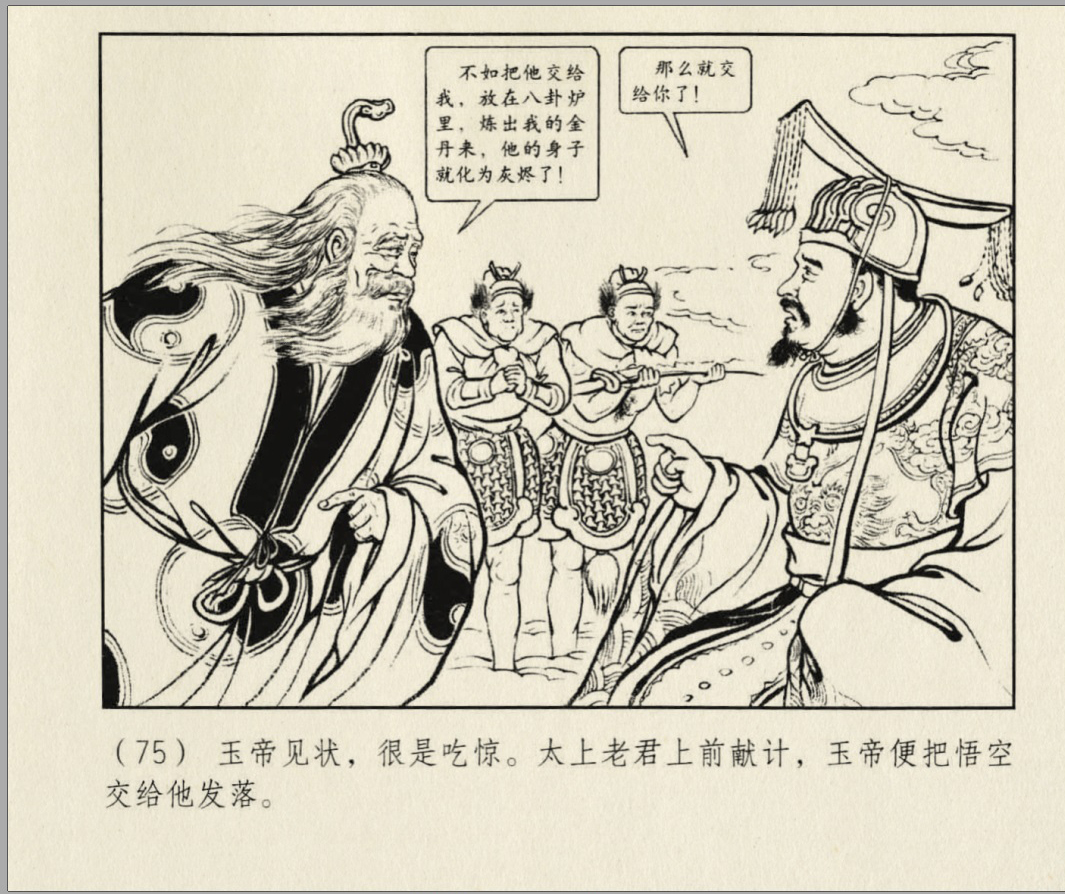 不如把他交给
我，放在八卦炉
里，炼出我的金
丹来，他的身子
就化为灰烬了！
那么就交
给你了！
（75） 玉帝见状，很是吃惊。太上老君上前献计，玉帝便把悟空
交给他发落。